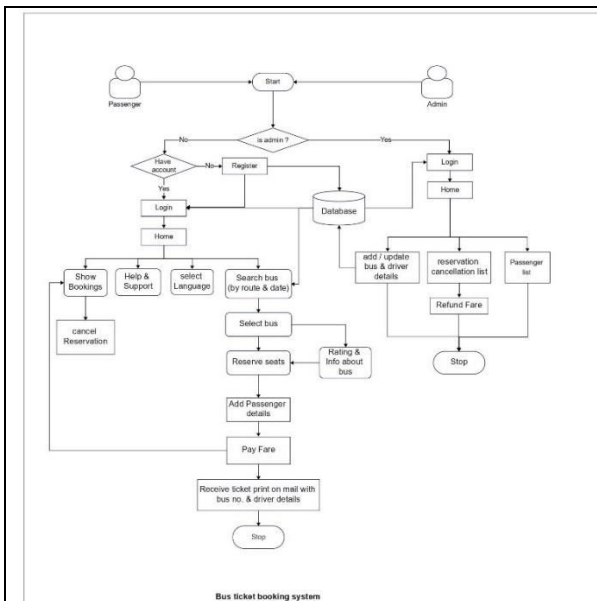 Passenger
Start
Admin
No
is admin ?
Yes
Have
account
No
Register
Login
Yes
Home
Login
Database
Home
Show
Bookings
Help &
Support
select
Language
Search bus
(by route & date)
add / update
bus & driver
details
reservation
cancellation list
Passenger
list
Refund Fare
cancel
Reservation
Select bus
Reserve seats
Rating &
Info about
bus
Stop
Add Passenger
details
Pay Fare
Receive ticket print on mail with
bus no. & driver details
Stop
Bus ticket booking system